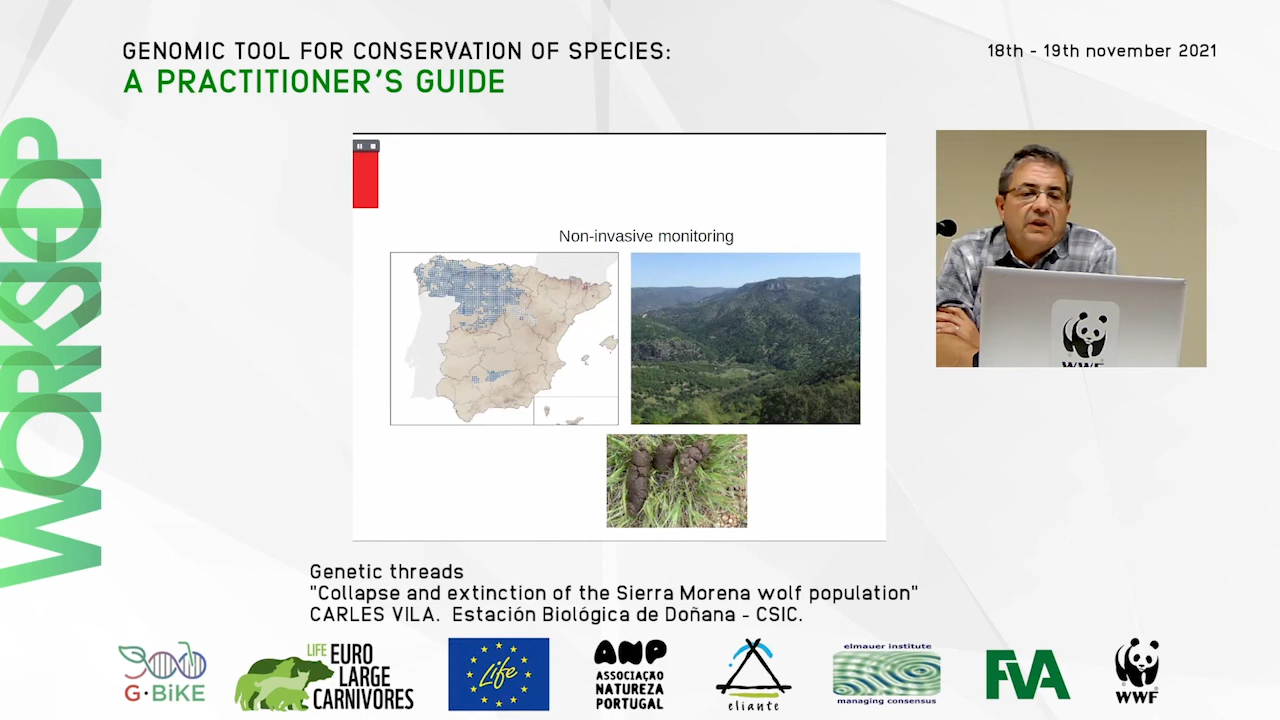 GENOMIC TOOL FOR CONSERVATION OF SPECIES:
A PRACTITIONER'S GUIDE
18th - 19th november 2021
WORKSHOP
Non-invasive monitoring
WWF
Genetic threads
"Collapse and extinction of the Sierra Morena wolf population"
CARLES VILA. Estación Biológica de Doñana - CSIC.
G·BiKE
LIFE EURO
LARGE
CARNIVORES
Life
ANP
ASSOCIAÇÃO
NATUREZA
PORTUGAL
eliante
elmauer institute
managing consensus
FVA
WWF